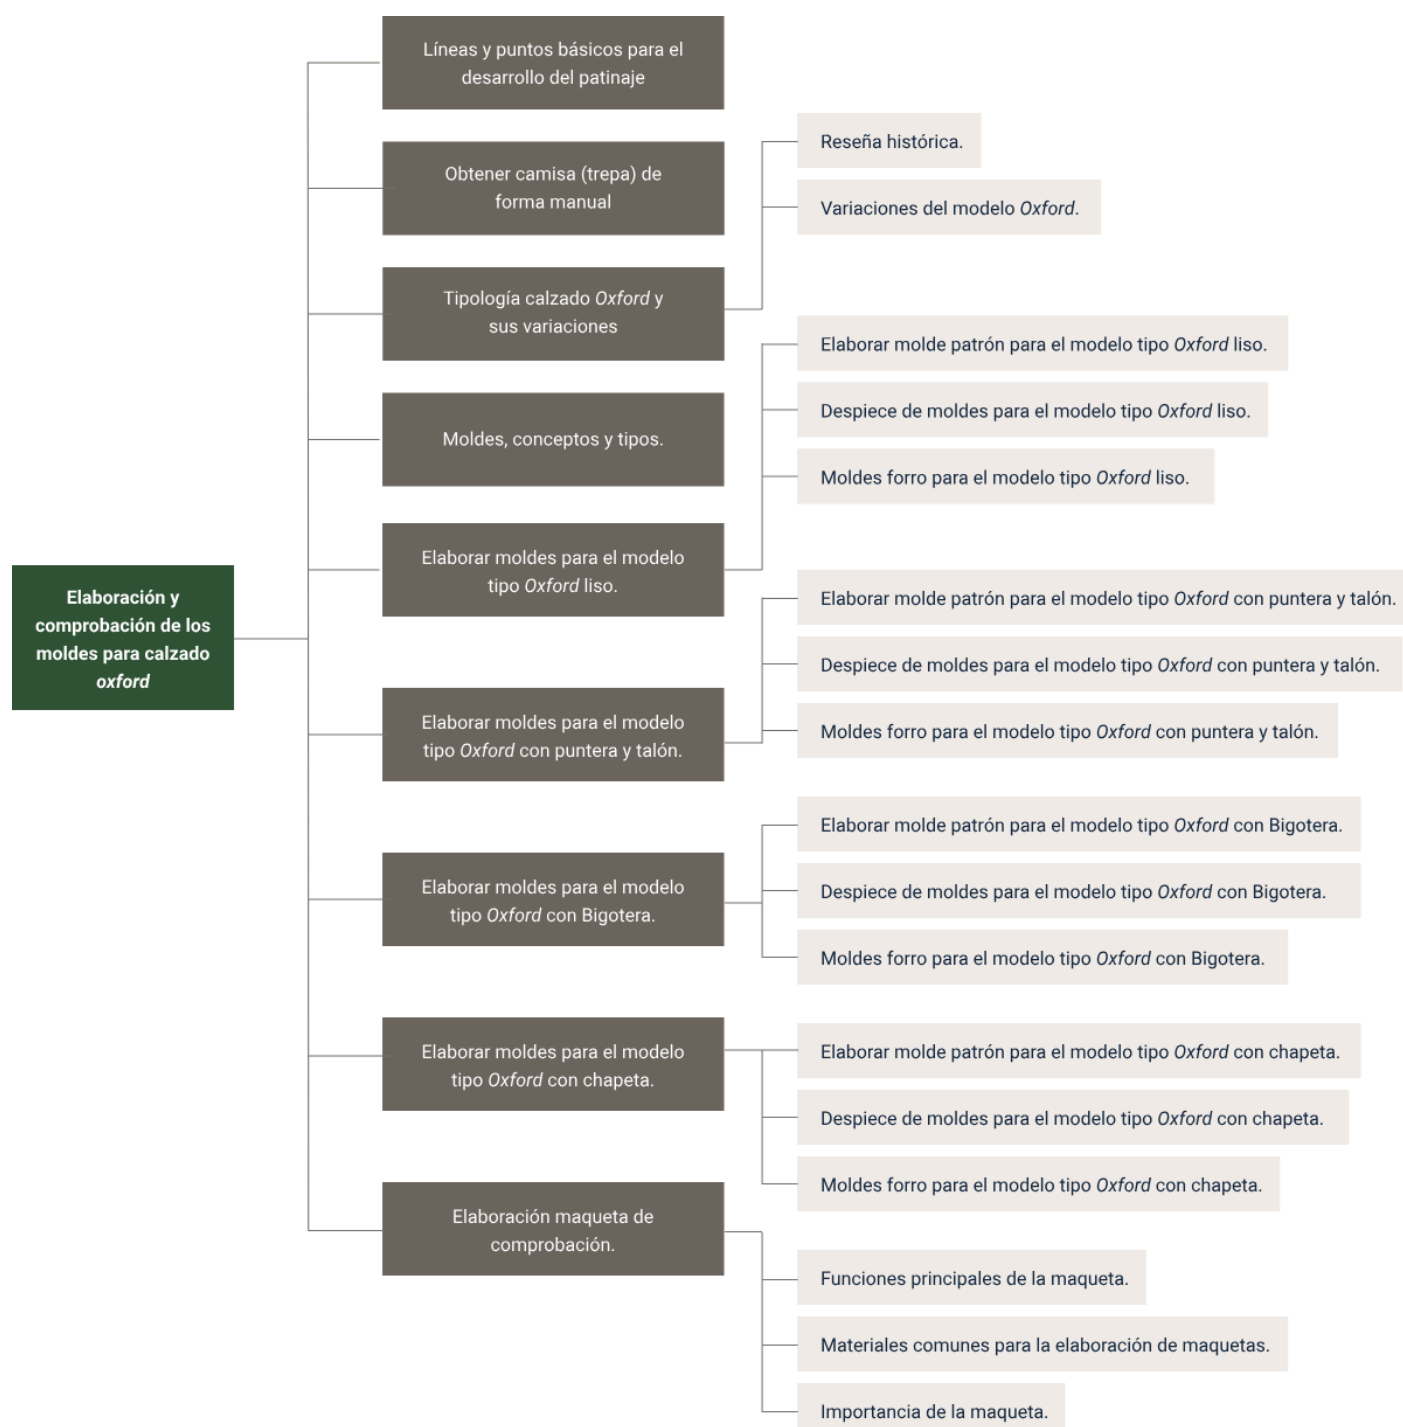 Elaboración y
comprobación de los
moldes para calzado
oxford
Líneas y puntos básicos para el
desarrollo del patinaje
Obtener camisa (trepa) de
forma manual
Tipología calzado Oxford y
sus variaciones
Reseña histórica.
Variaciones del modelo Oxford.
Moldes, conceptos y tipos.
Elaborar moldes para el modelo
tipo Oxford liso.
Elaborar molde patrón para el modelo tipo Oxford liso.
Despiece de moldes para el modelo tipo Oxford liso.
Moldes forro para el modelo tipo Oxford liso.
Elaborar moldes para el modelo
tipo Oxford con puntera y talón.
Elaborar molde patrón para el modelo tipo Oxford con puntera y talón.
Despiece de moldes para el modelo tipo Oxford con puntera y talón.
Moldes forro para el modelo tipo Oxford con puntera y talón.
Elaborar moldes para el modelo
tipo Oxford con Bigotera.
Elaborar molde patrón para el modelo tipo Oxford con Bigotera.
Despiece de moldes para el modelo tipo Oxford con Bigotera.
Moldes forro para el modelo tipo Oxford con Bigotera.
Elaborar moldes para el modelo
tipo Oxford con chapeta.
Elaborar molde patrón para el modelo tipo Oxford con chapeta.
Despiece de moldes para el modelo tipo Oxford con chapeta.
Moldes forro para el modelo tipo Oxford con chapeta.
Elaboración maqueta de
comprobación.
Funciones principales de la maqueta.
Materiales comunes para la elaboración de maquetas.
Importancia de la maqueta.